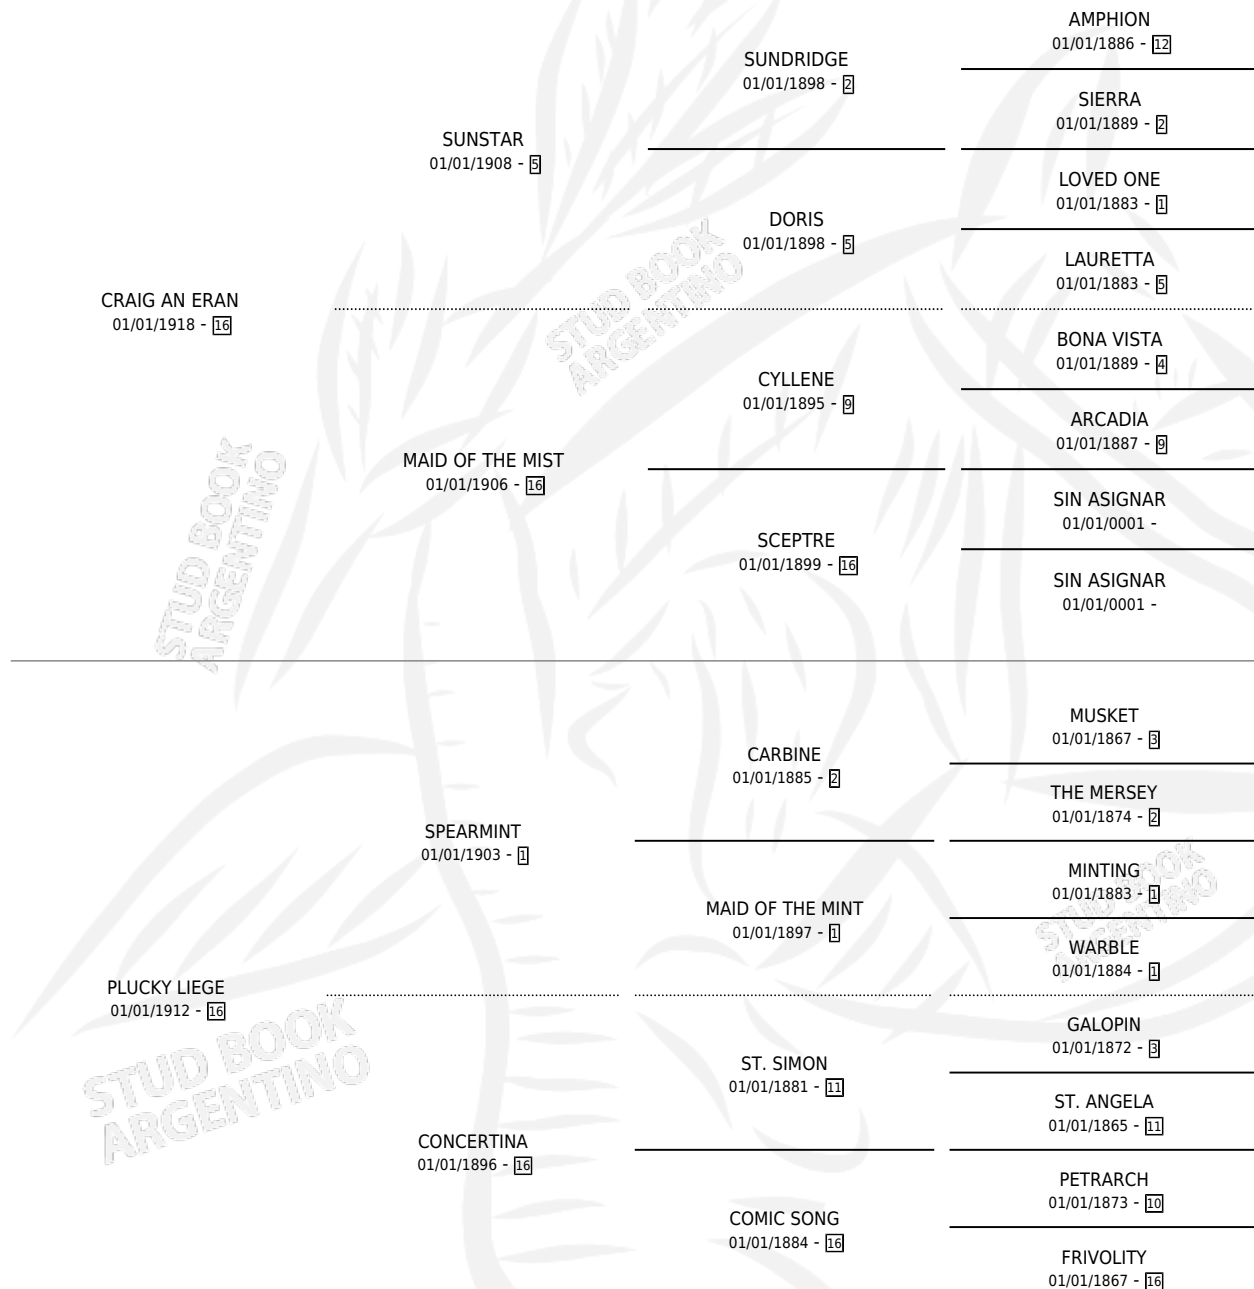 AMPHION
01/01/1886 - 12
SUNDRIDGE
01/01/1898 - 2
SIERRA
01/01/1889 - 2
SUNSTAR
01/01/1908 - 5
LOVED ONE
01/01/1883 - 1
DORIS
01/01/1898 - 5
LAURETTA
01/01/1883 - 5
CRAIG AN ERAN
01/01/1918 - 16
BONA VISTA
01/01/1889 - 4
CYLLENE
01/01/1895 - 9
ARCADIA
01/01/1887 - 9
MAID OF THE MIST
01/01/1906 - 16
SIN ASIGNAR
01/01/0001 -
SCEPTRE
01/01/1899 - 16
SIN ASIGNAR
01/01/0001 -
MUSKET
01/01/1867 - 3
CARBINE
01/01/1885 - 2
THE MERSEY
01/01/1874 - 2
SPEARMINT
01/01/1903 - 1
MINTING
01/01/1883 - 1
MAID OF THE MINT
01/01/1897 - 1
WARBLE
01/01/1884 - 1
PLUCKY LIEGE
01/01/1912 - 16
GALOPIN
01/01/1872 - 3
ST. SIMON
01/01/1881 - 11
ST. ANGELA
01/01/1865 - 11
CONCERTINA
01/01/1896 - 16
PETRARCH
01/01/1873 - 10
COMIC SONG
01/01/1884 - 16
FRIVOLITY
01/01/1867 - 16
STUD BOOK
ARGENTINO
STUD BOOK
ARGENTINO
STUD BOOK
ARGENTINO
STUD BOOK
ARGENTINO